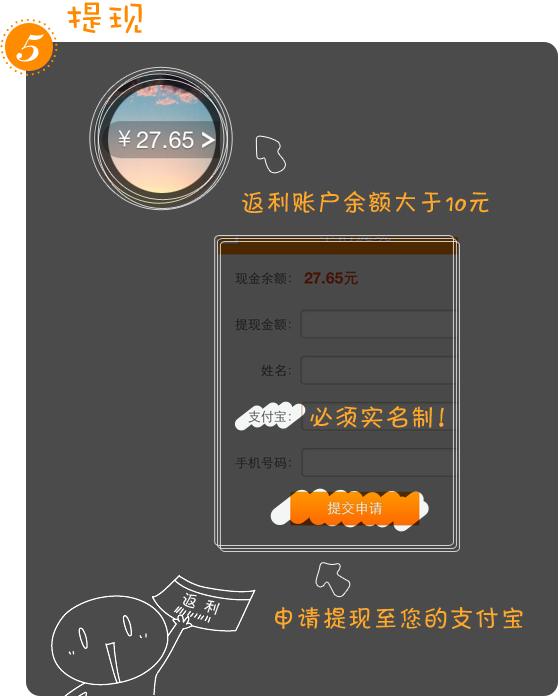 5
提现
￥27.65 >
返利账户余额大于10元
现金余额： 27.65元
提现金额：
姓名：
支付宝： 必须实名制！
手机号码：
提交申请
返利
申请提现至您的支付宝